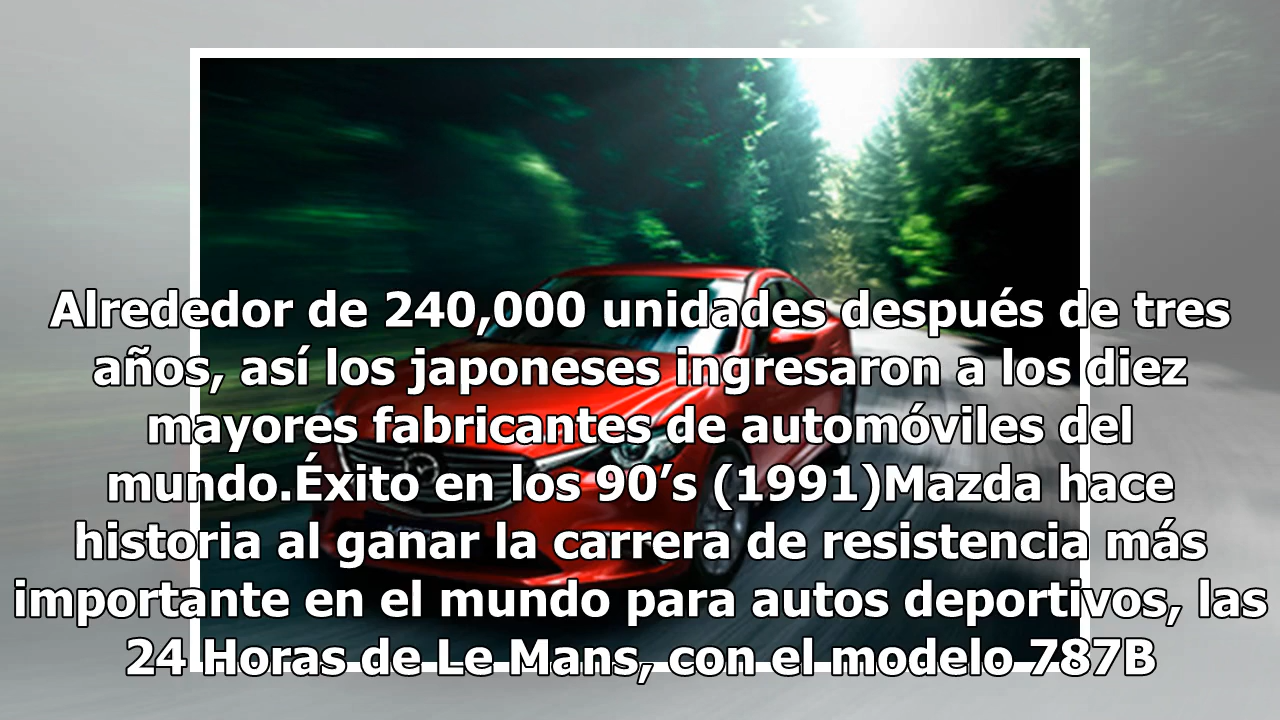 Alrededor de 240,000 unidades después de tres
años, así los japoneses ingresaron a los diez
mayores fabricantes de automóviles del
mundo.Éxito en los 90’s (1991)Mazda hace
historia al ganar la carrera de resistencia más
importante en el mundo para autos deportivos, las
24 Horas de Le Mans, con el modelo 787B